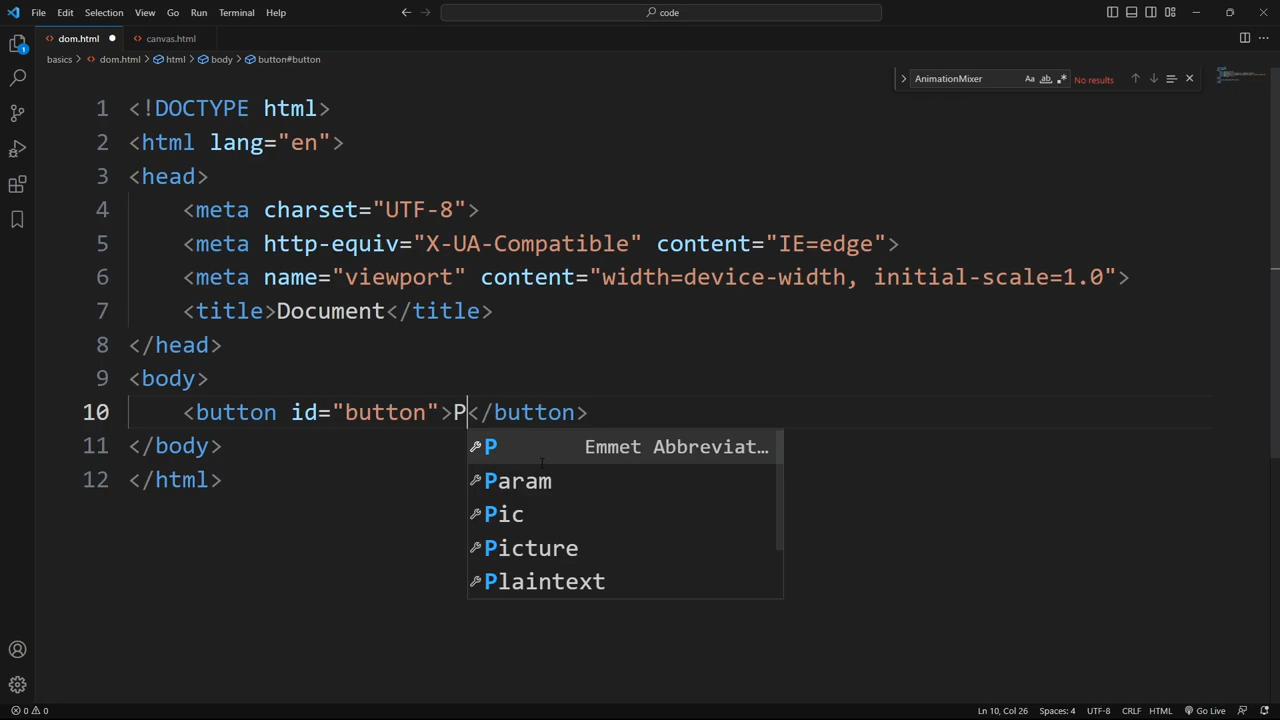 File Edit Selection View Go Run Terminal Help
code
dom.html
canvas.html
basics > dom.html > html > body > button#button
AnimationMixer Aa ab .* No results
1 <!DOCTYPE html>
2 <html lang="en">
3 <head>
4 <meta charset="UTF-8">
5 <meta http-equiv="X-UA-Compatible" content="IE=edge">
6 <meta name="viewport" content="width=device-width, initial-scale=1.0">
7 <title>Document</title>
8 </head>
9 <body>
10 <button id="button">P</button>
P Emmet Abbreviat…
11 </body>
Param
12 </html>
Pic
Picture
Plaintext
1
0 0 Ln 10, Col 26 Spaces: 4 UTF-8 CRLF HTML Go Live